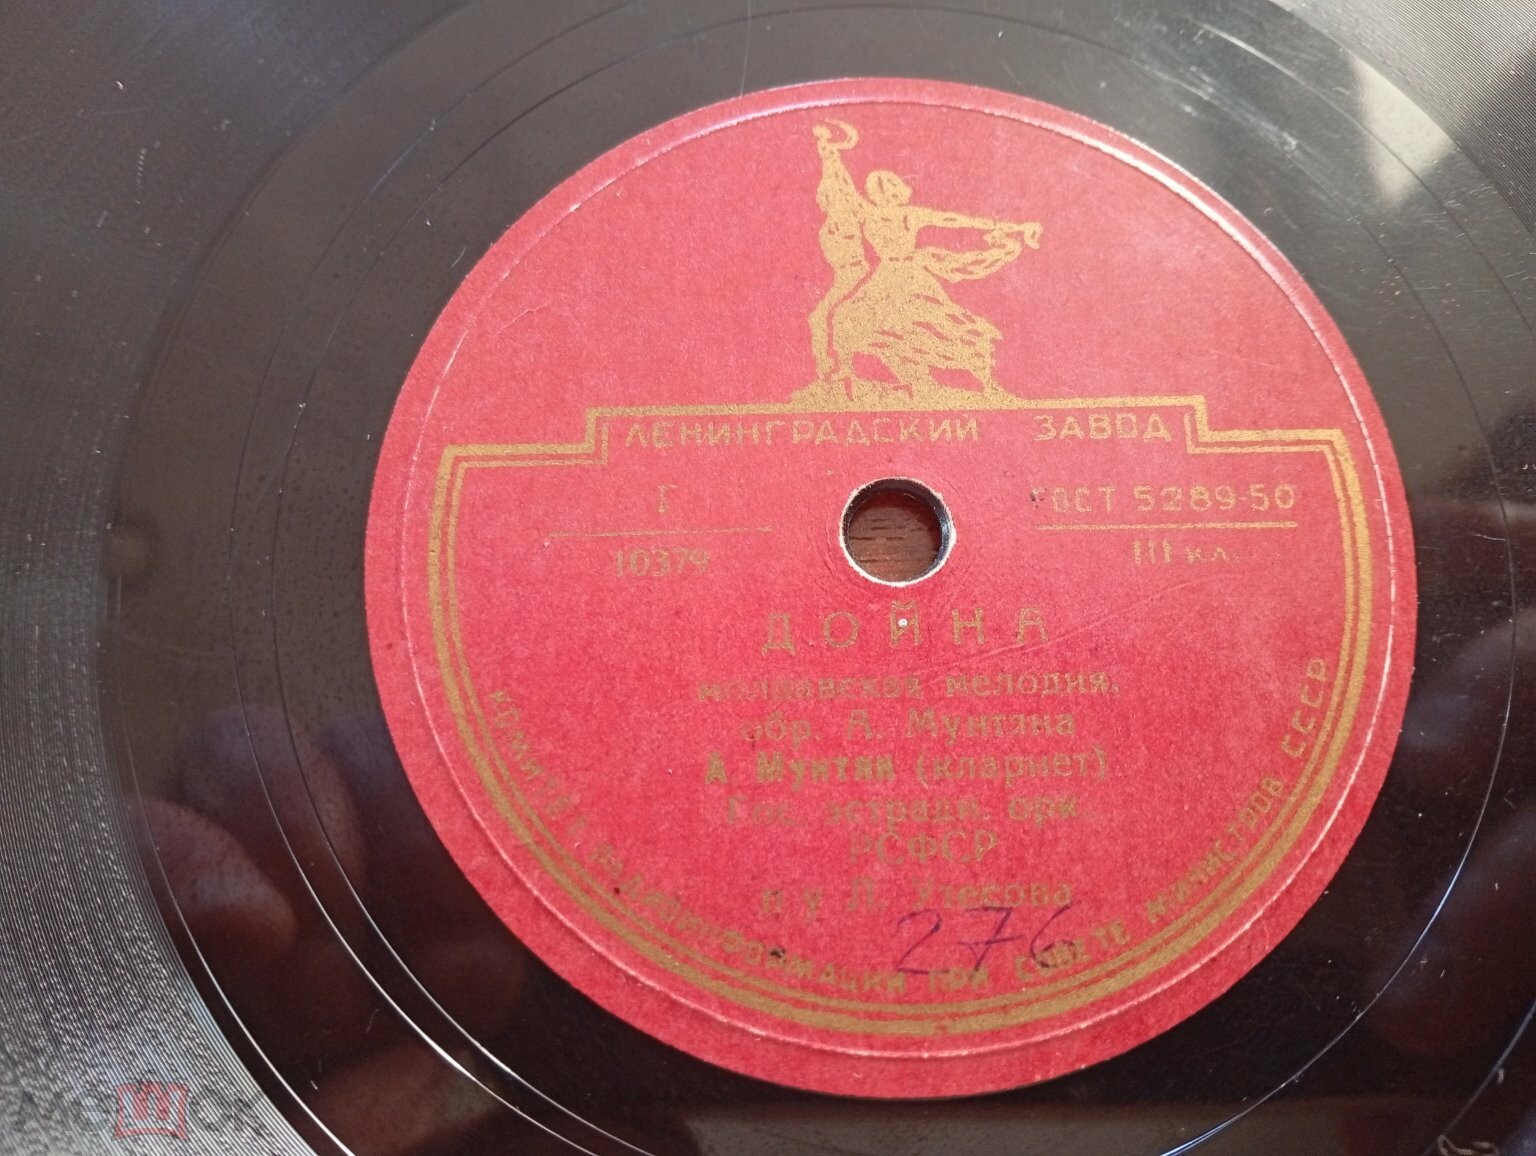 ЛЕНИНГРАДСКИЙ ЗАВОД
Г
10379
ГОСТ 5289-50
III кл.
ДОЙНА
молдавская мелодия,
обр. А. Мунтяна
А. Мунтян (кларнет)
Гос. эстрадн. орк.
РСФСР
п/у Л. Утесова
276
КОМИТЕТ РАДИОИНФОРМАЦИИ ПРИ СОВЕТЕ МИНИСТРОВ СССР
МЕШОК